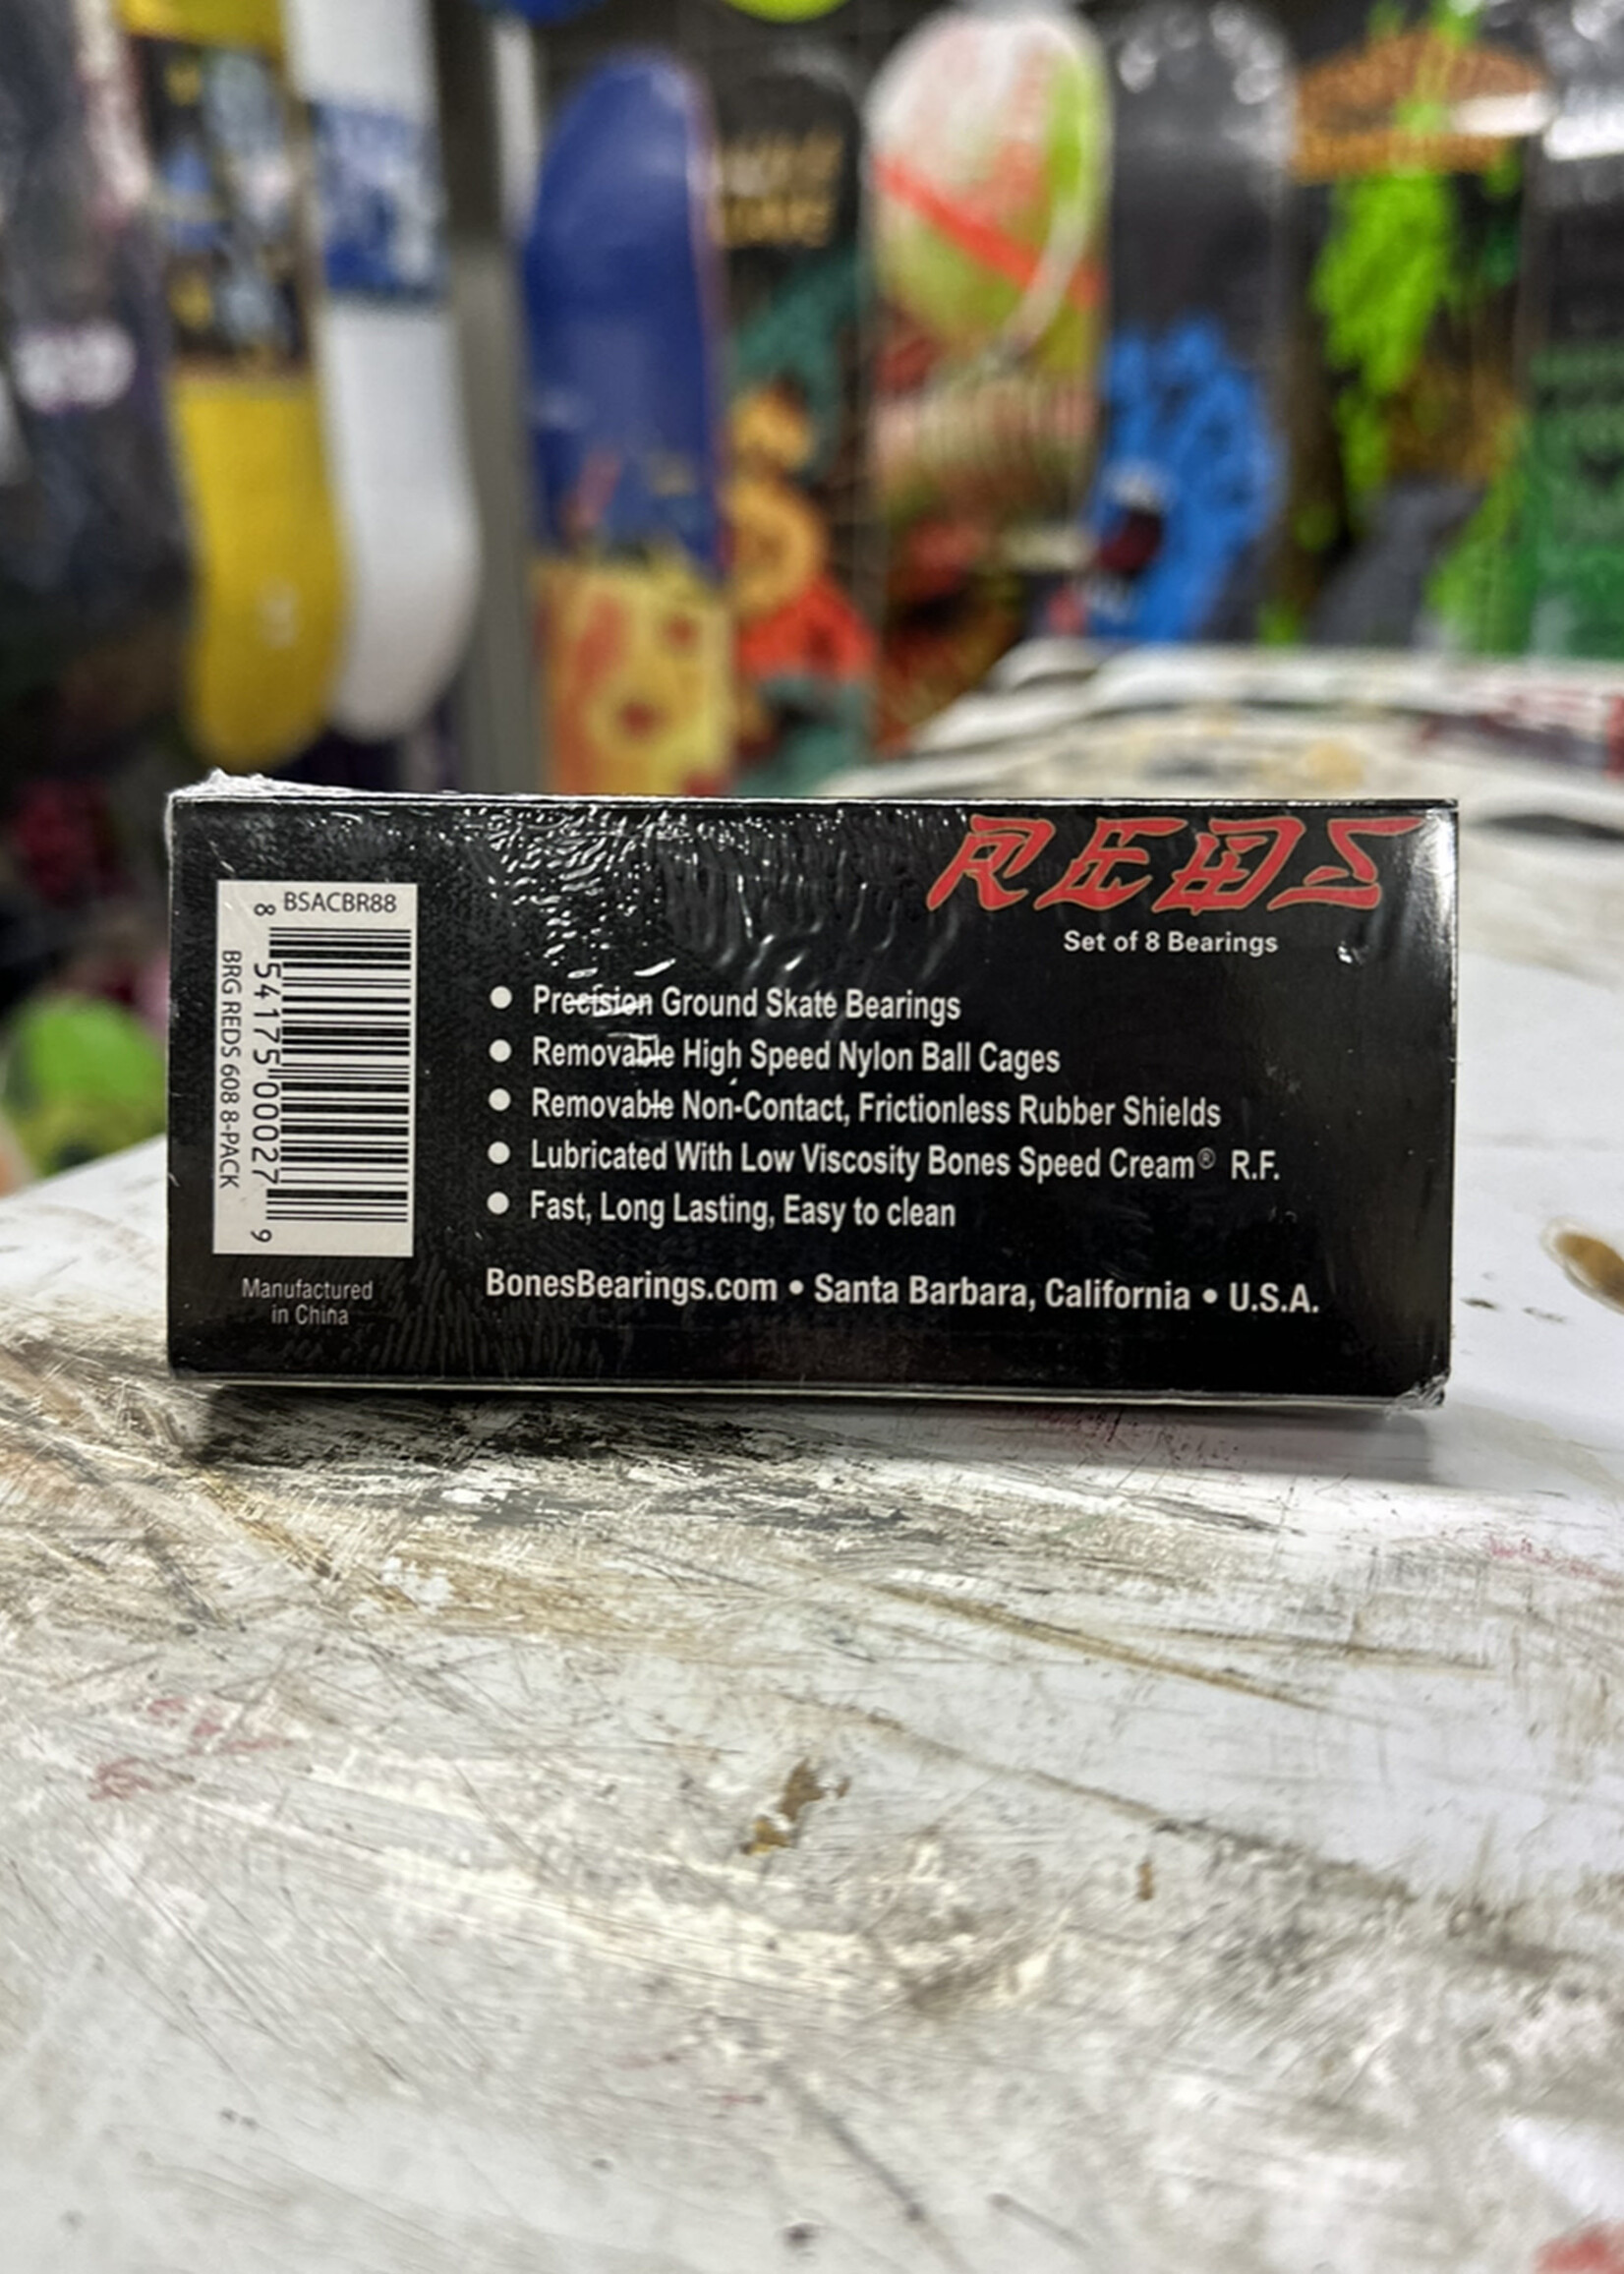 REDS
Set of 8 Bearings
BSACBR88
8 54175 00027 9
BRG REDS 608 8-PACK
Manufactured
in China
● Precision Ground Skate Bearings
● Removable High Speed Nylon Ball Cages
● Removable Non-Contact, Frictionless Rubber Shields
● Lubricated With Low Viscosity Bones Speed Cream® R.F.
● Fast, Long Lasting, Easy to clean
BonesBearings.com • Santa Barbara, California • U.S.A.